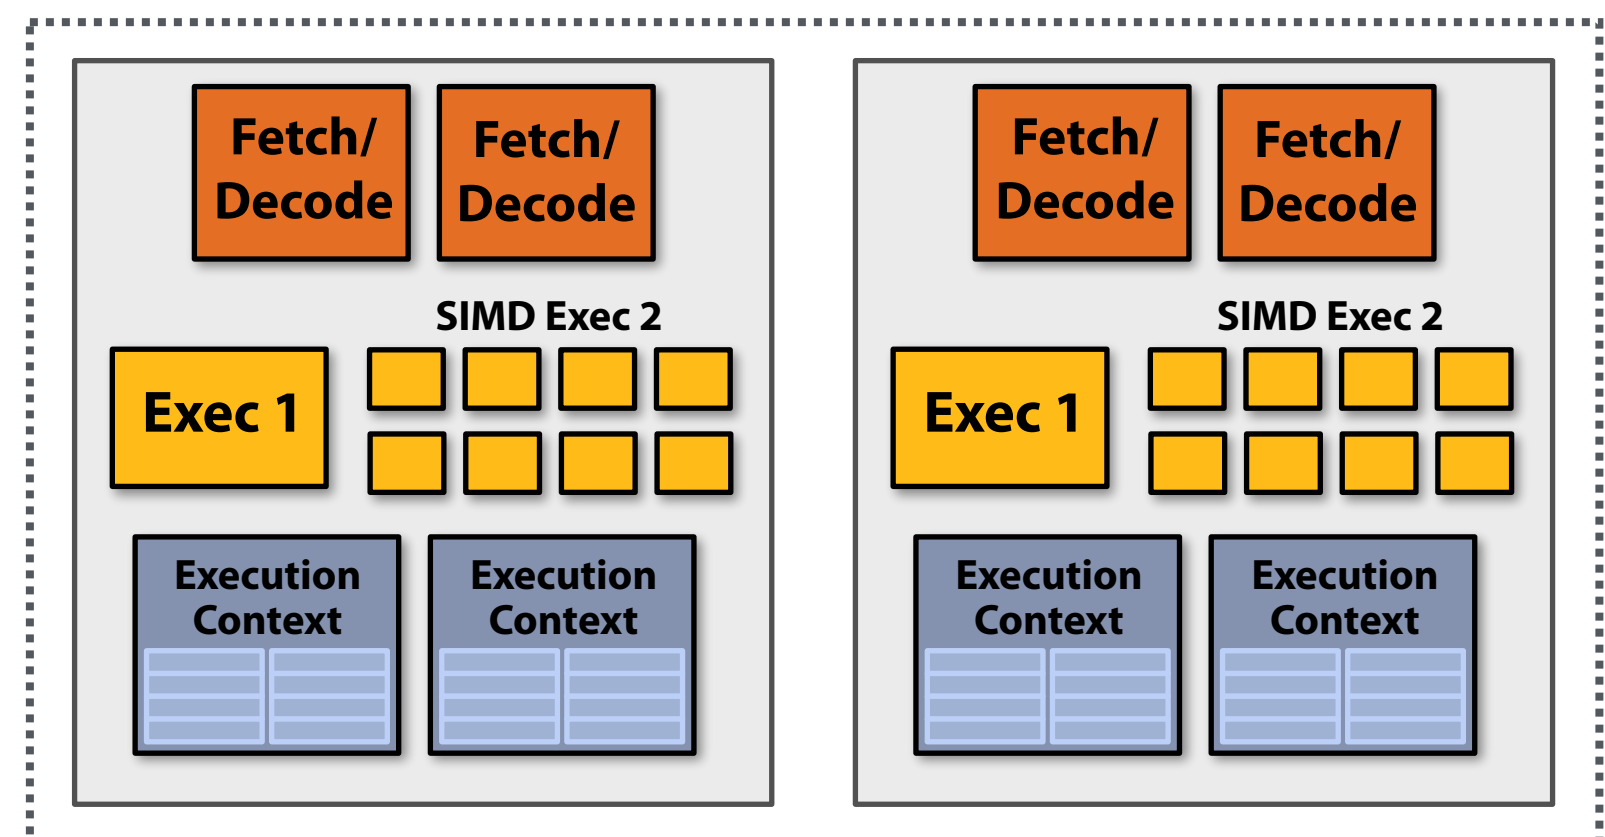 Fetch/
Decode
Fetch/
Decode
SIMD Exec 2
Exec 1
Execution
Context
Execution
Context
Fetch/
Decode
Fetch/
Decode
SIMD Exec 2
Exec 1
Execution
Context
Execution
Context